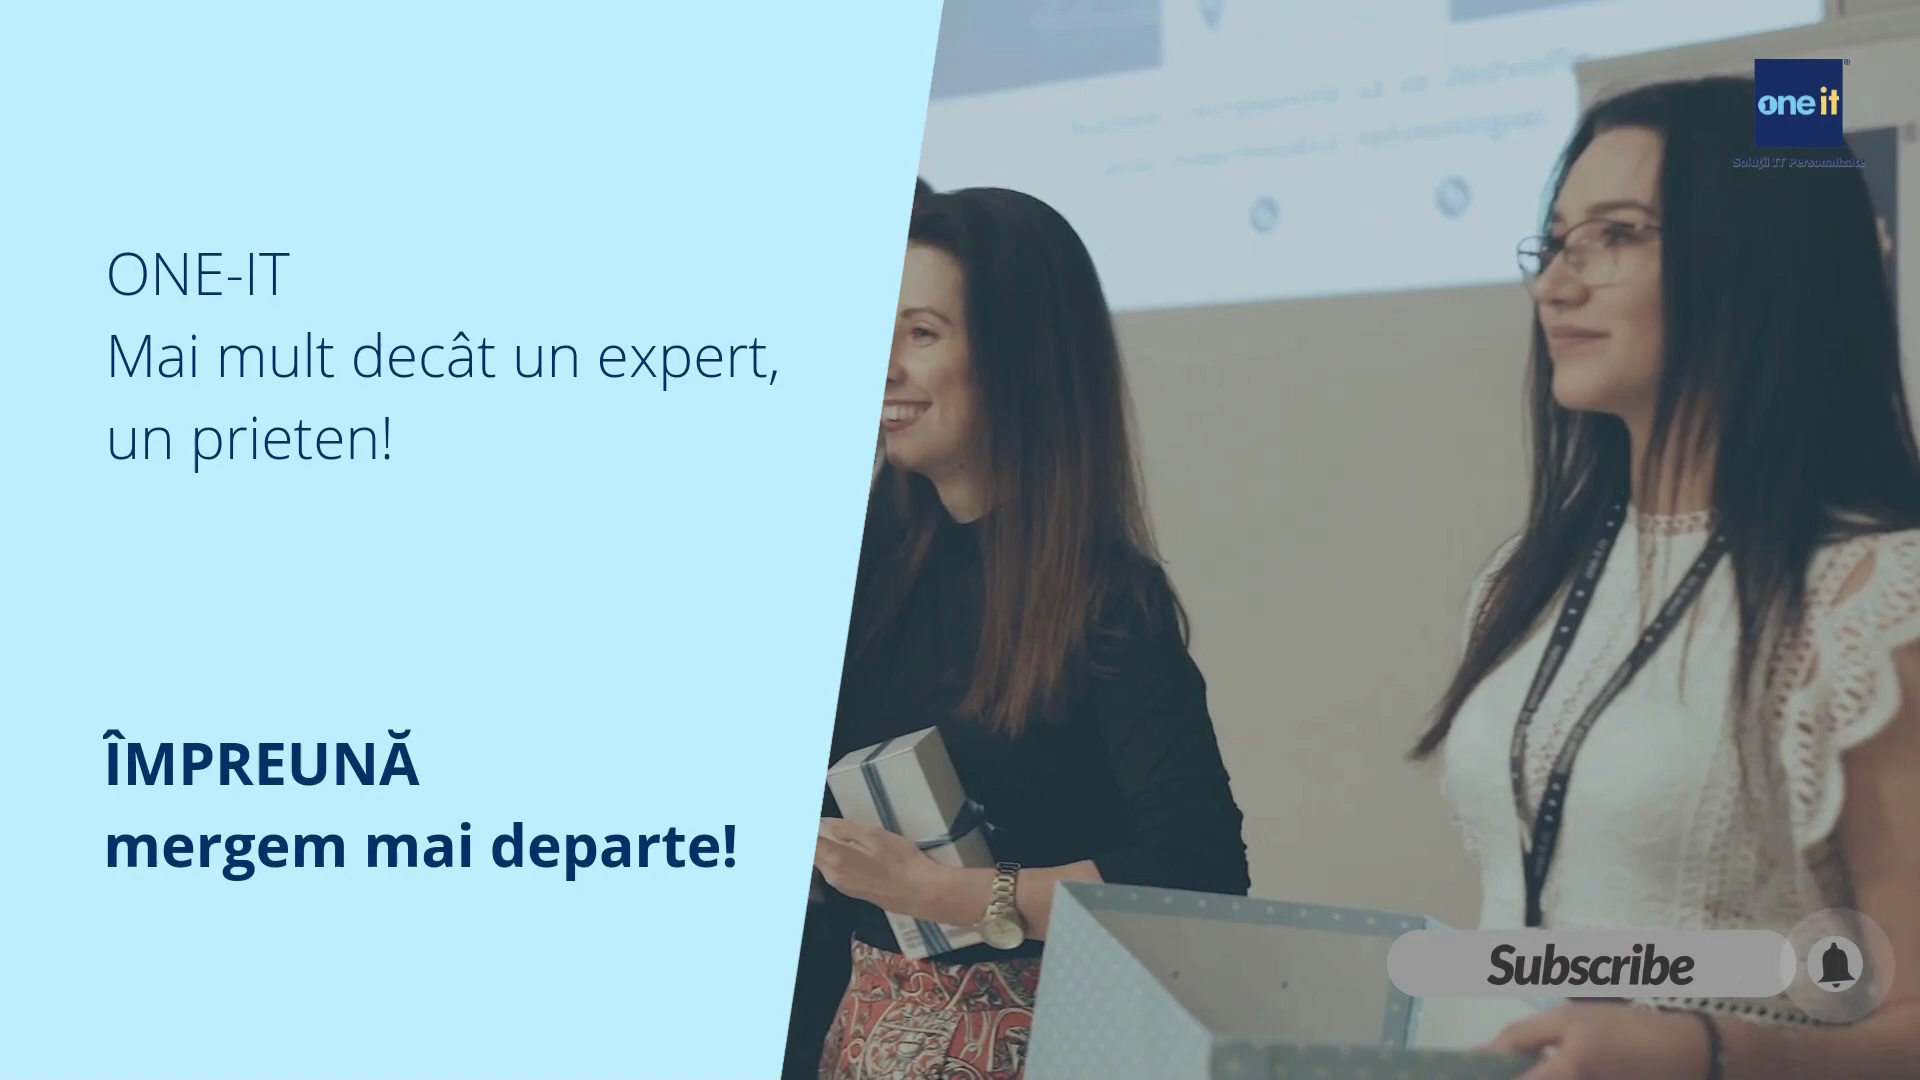 one it
Soluții IT Personalizate
ONE-IT
Mai mult decât un expert,
un prieten!
ÎMPREUNĂ
mergem mai departe!
Subscribe